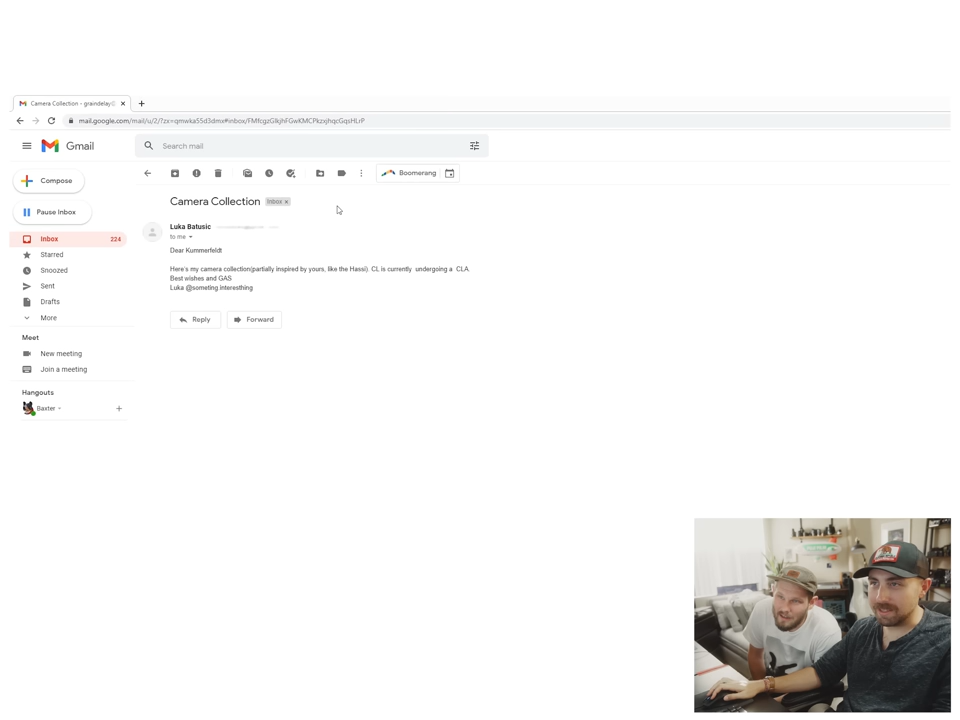 Camera Collection - graindelay@
mail.google.com/mail/u/2/?zx=qmwka55d3dmx#inbox/FMfcgzGlkjhFGwKMCPkzxjhqcGqsHLrP
Gmail
Search mail
Compose
Boomerang
Camera Collection Inbox x
Pause Inbox
Luka Batusic
to me
Inbox 224
Starred
Snoozed
Sent
Drafts
More
Dear Kummerfeldt
Here's my camera collection(partially inspired by yours, like the Hassi) CL is currently undergoing a CLA
Best wishes and GAS
Luka @someting.interesthing
Reply
Forward
Meet
New meeting
Join a meeting
Hangouts
Baxter